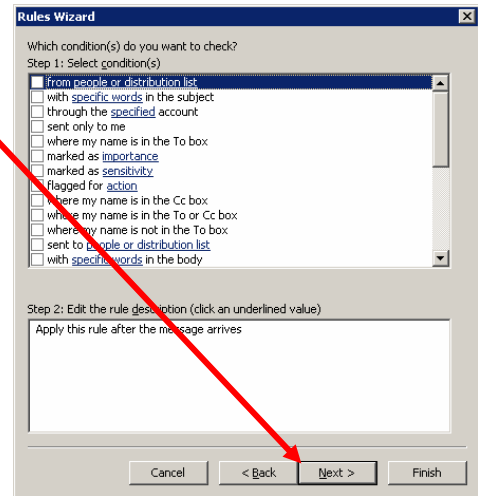 Rules Wizard
Which condition(s) do you want to check?
Step 1: Select condition(s)
from people or distribution list
with specific words in the subject
through the specified account
sent only to me
where my name is in the To box
marked as importance
marked as sensitivity
flagged for action
where my name is in the Cc box
where my name is in the To or Cc box
where my name is not in the To box
sent to people or distribution list
with specific words in the body
Step 2: Edit the rule description (click an underlined value)
Apply this rule after the message arrives
Cancel
< Back
Next >
Finish